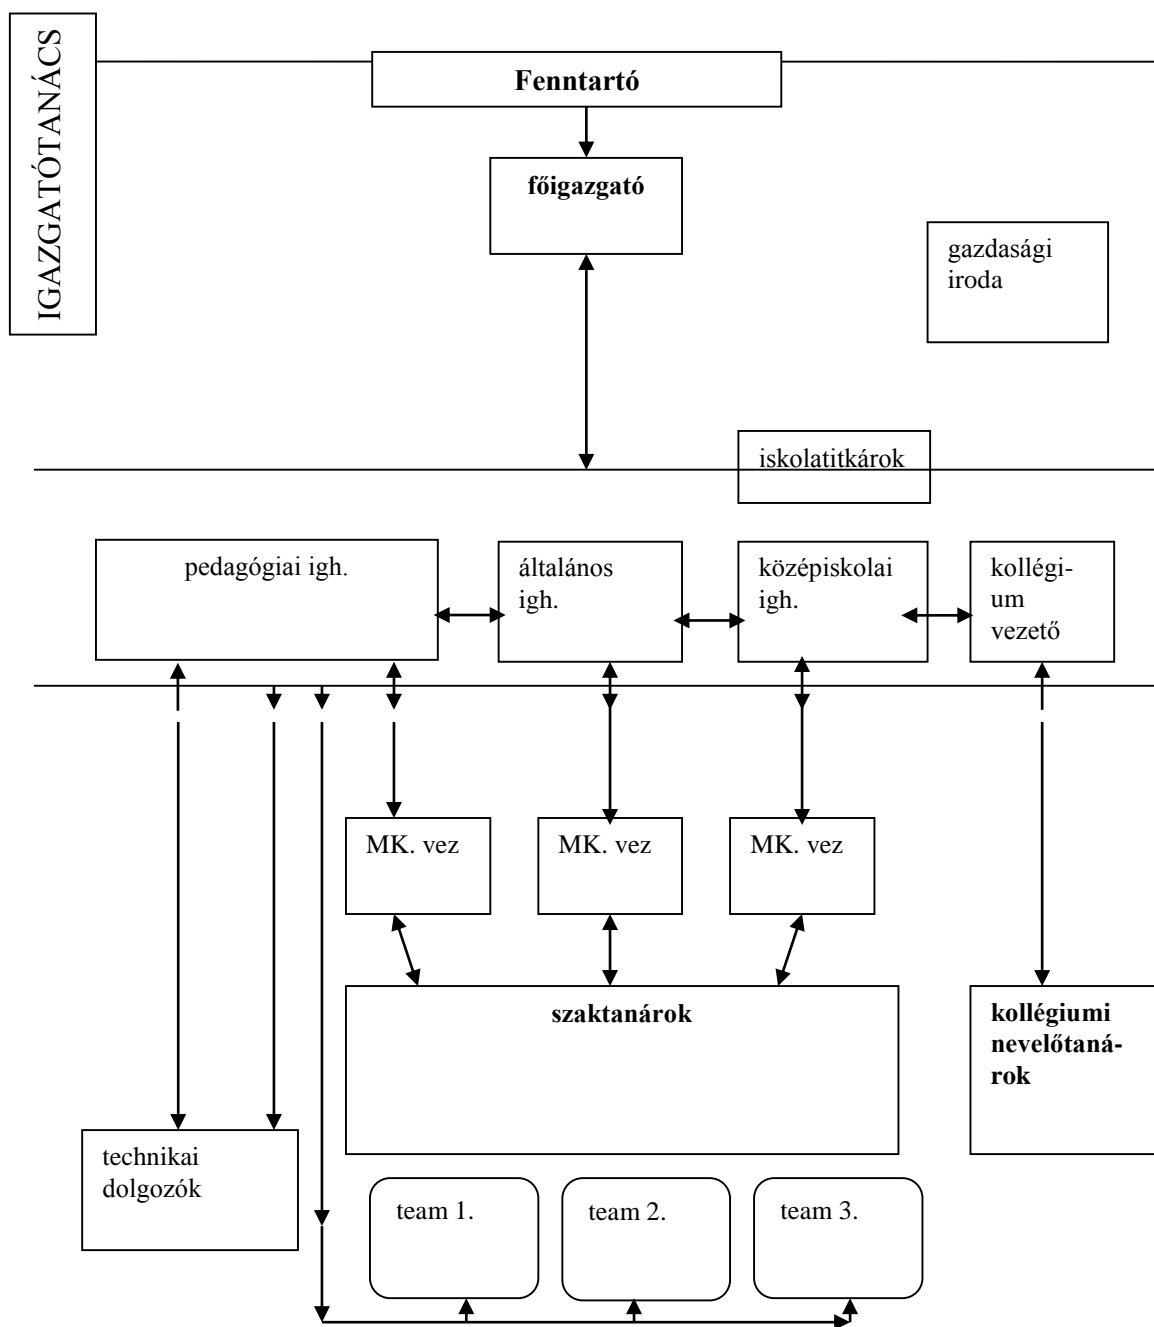 IGAZGATÓTANÁCS
Fenntartó
főigazgató
gazdasági
iroda
iskolatitkárok
pedagógiai igh.
általános
igh.
középiskolai
igh.
kollégi-
um
vezető
MK. vez
MK. vez
MK. vez
szaktanárok
kollégiumi
nevelőtaná-
rok
technikai
dolgozók
team 1.
team 2.
team 3.